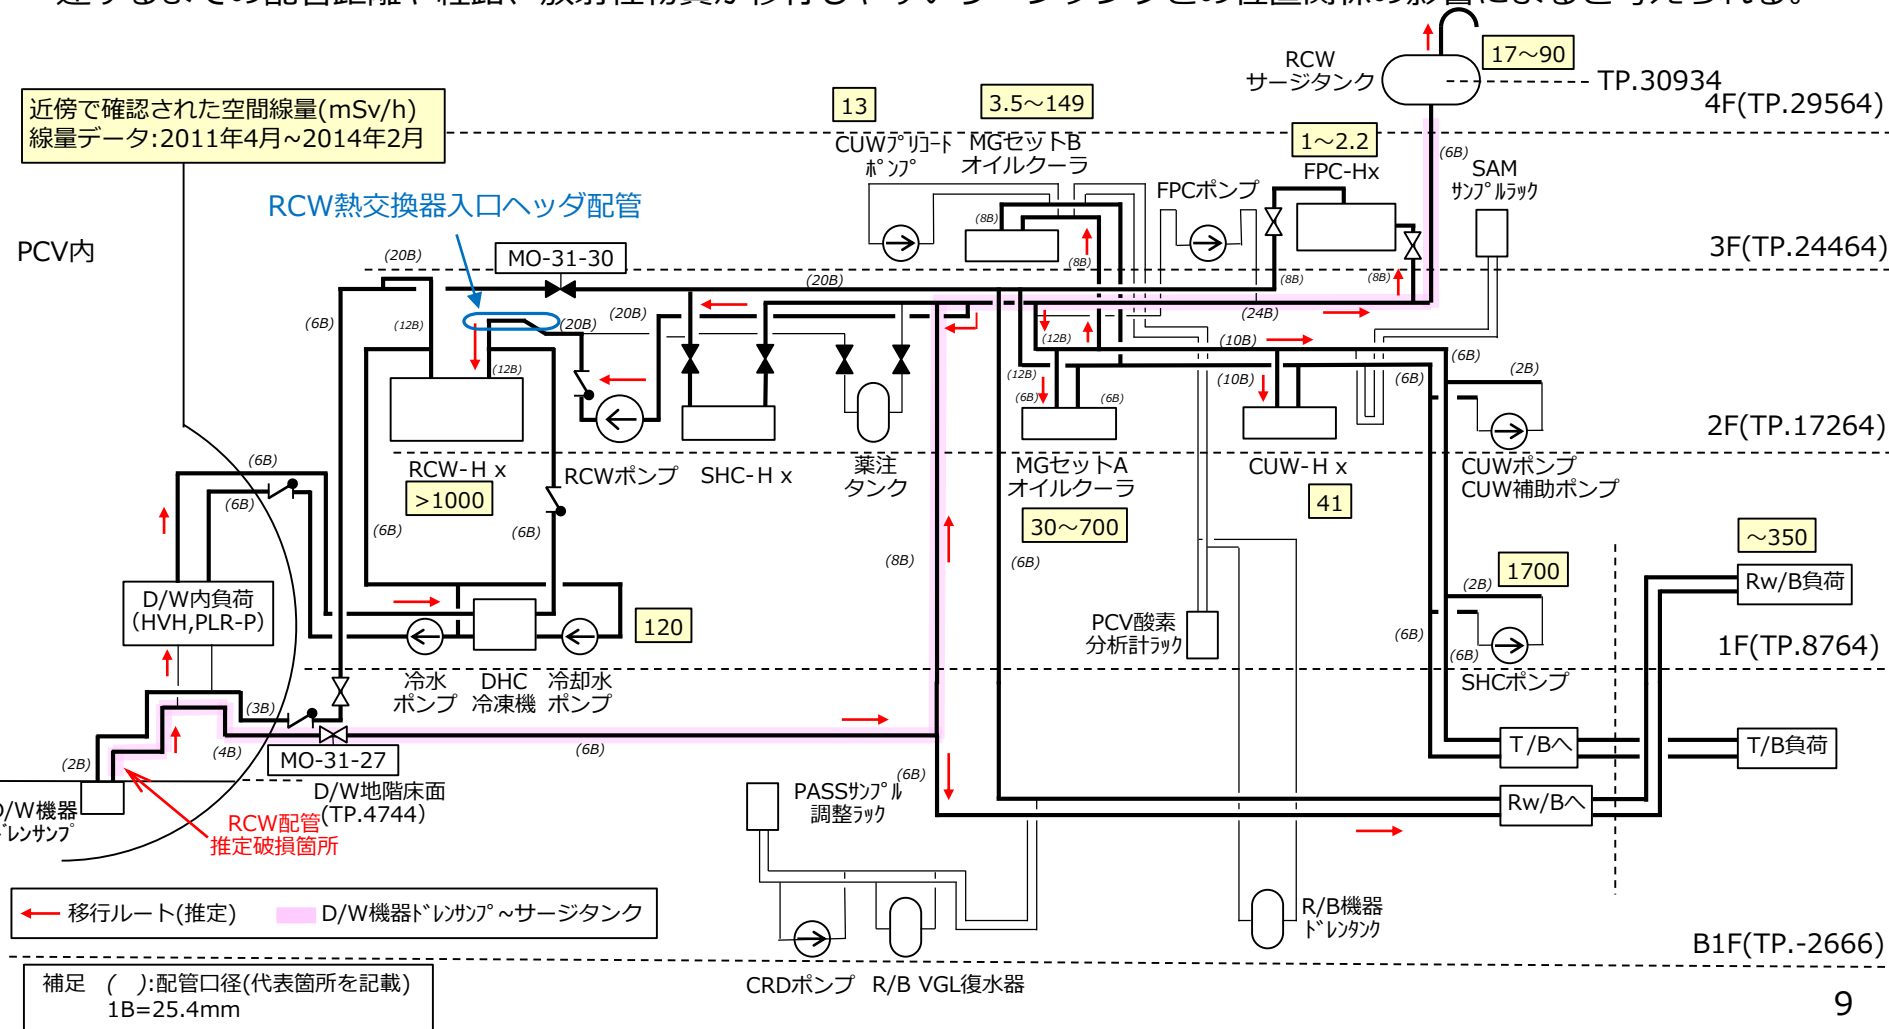 RCW
サージタンク
17～90
TP.30934
4F(TP.29564)
近傍で確認された空間線量(mSv/h)
線量データ:2011年4月~2014年2月
13
3.5～149
CUWﾌﾟﾘｺｰﾄ
ﾎﾟﾝﾌﾟ
MGセットB
オイルクーラ
1～2.2
FPC-Hx
(6B)
SAM
ｻﾝﾌﾟﾙﾗｯｸ
FPCポンプ
RCW熱交換器入口ヘッダ配管
PCV内
(8B)
3F(TP.24464)
(20B)
MO-31-30
(8B)
(20B)
(8B)
(8B)
(6B)
(12B)
(20B)
(20B)
(24B)
(12B)
(10B)
(6B)
(12B)
(12B)
(10B)
(6B)
(2B)
(6B)
(6B)
2F(TP.17264)
(6B)
RCW-Hx
>1000
RCWポンプ
SHC-Hx
薬注
タンク
MGセットA
オイルクーラ
30～700
CUW-Hx
41
CUWポンプ
CUW補助ポンプ
(6B)
(6B)
(6B)
(8B)
(6B)
～350
1700
(2B)
Rw/B負荷
D/W内負荷
(HVH,PLR-P)
120
PCV酸素
分析計ﾗｯｸ
(6B)
(6B)
1F(TP.8764)
冷水
ポンプ
DHC
冷凍機
冷却水
ポンプ
SHCポンプ
(3B)
(4B)
(6B)
T/Bへ
T/B負荷
(2B)
MO-31-27
(6B)
D/W地階床面
(TP.4744)
PASSｻﾝﾌﾟﾙ
調整ﾗｯｸ
Rw/Bへ
D/W機器
ﾄﾞﾚﾝｻﾝﾌﾟ
RCW配管
推定破損箇所
移行ルート(推定)
D/W機器ﾄﾞﾚﾝｻﾝﾌﾟ~サージタンク
R/B機器
ﾄﾞﾚﾝﾀﾝｸ
B1F(TP.-2666)
CRDポンプ
R/B VGL復水器
補足 ( ):配管口径(代表箇所を記載)
1B=25.4mm
9